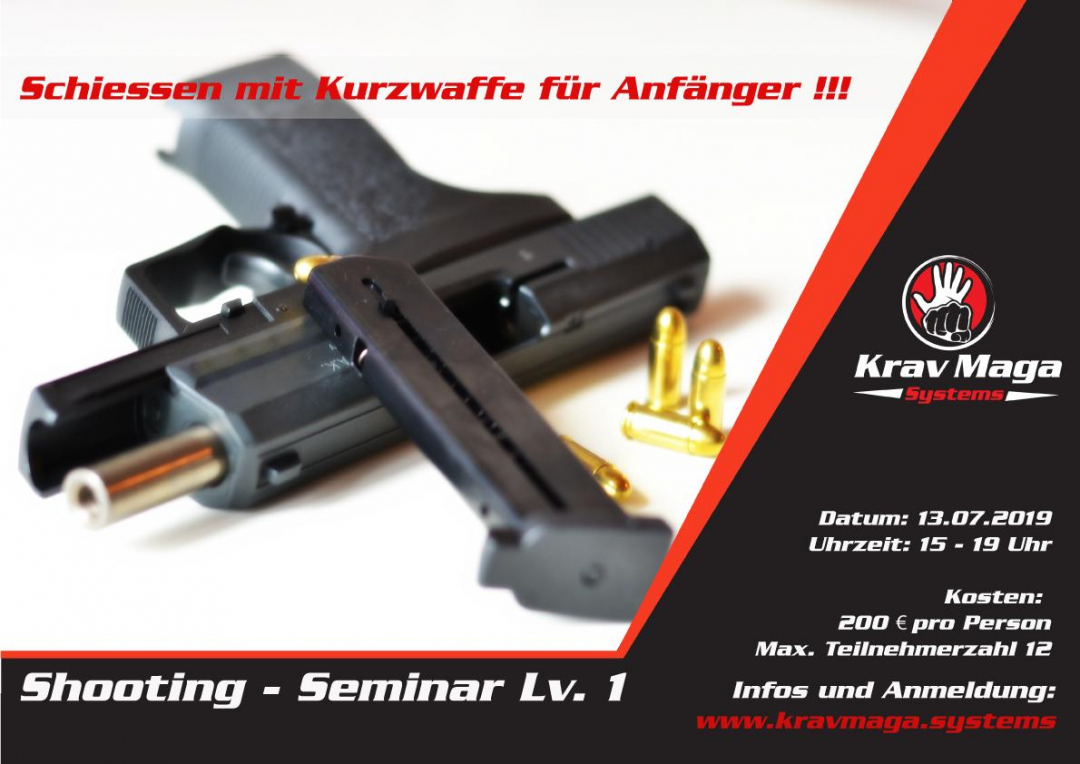 Schiessen mit Kurzwaffe für Anfänger !!!
Krav Maga
Systems
Datum: 13.07.2019
Uhrzeit: 15 - 19 Uhr
Kosten:
200 € pro Person
Max. Teilnehmerzahl 12
Shooting - Seminar Lv. 1
Infos und Anmeldung:
www.kravmaga.systems